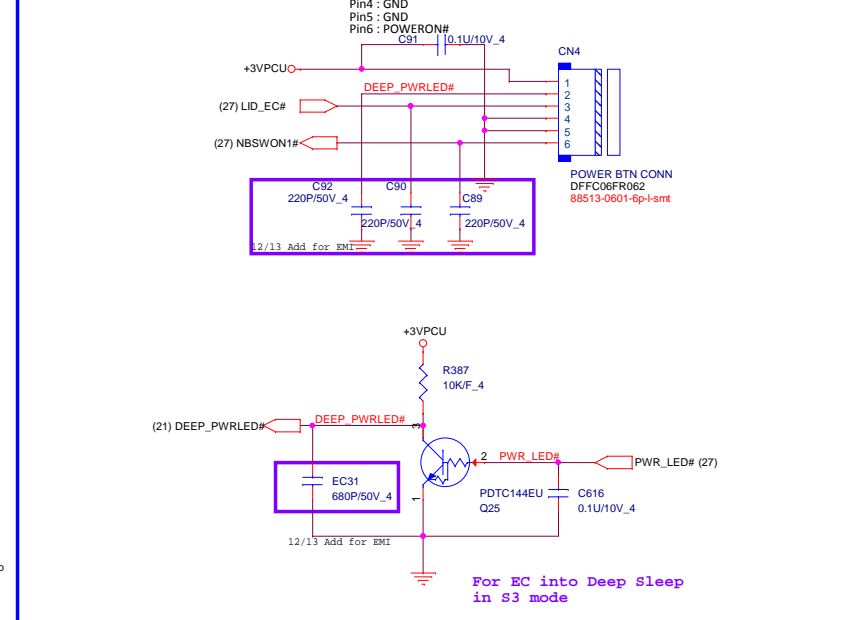 Pin4 : GND
Pin5 : GND
Pin6 : POWERON#
C91 0.1U/10V_4
CN4
+3VPCU
1
DEEP_PWRLED#
2
(27) LID_EC#
3
4
5
(27) NBSWON1#
6
POWER BTN CONN
DFFC06FR062
88513-0601-6p-l-smt
C92
220P/50V_4
C90
220P/50V_4
C89
220P/50V_4
12/13 Add for EMI
+3VPCU
R387
10K/F_4
(21) DEEP_PWRLED#
DEEP_PWRLED#
3
2
PWR_LED#
PWR_LED# (27)
EC31
680P/50V_4
1
PDTC144EU
Q25
C616
0.1U/10V_4
12/13 Add for EMI
For EC into Deep Sleep
in S3 mode